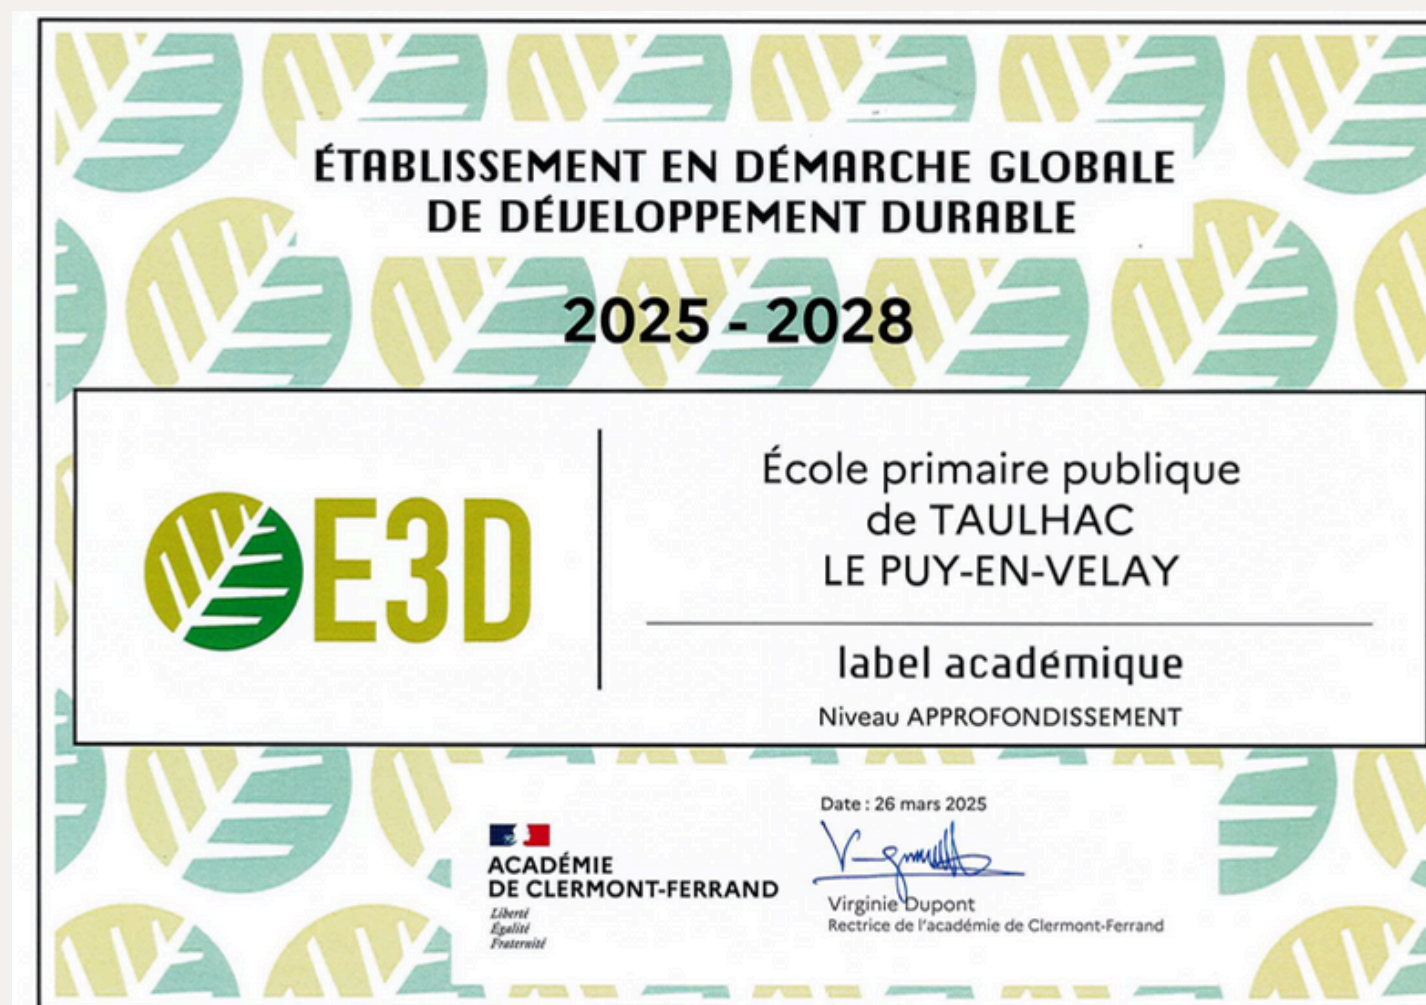 ÉTABLISSEMENT EN DÉMARCHE GLOBALE
DE DÉVELOPPEMENT DURABLE
2025 - 2028
E3D
École primaire publique
de TAULHAC
LE PUY-EN-VELAY
label académique
Niveau APPROFONDISSEMENT
Date : 26 mars 2025
ACADÉMIE
DE CLERMONT-FERRAND
Liberté
Égalité
Fraternité
Virginie Dupont
Rectrice de l'académie de Clermont-Ferrand